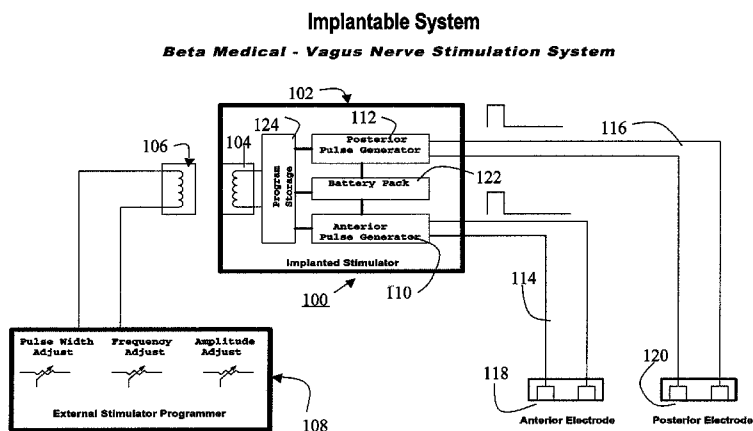 Implantable System
Beta Medical - Vagus Nerve Stimulation System
102
112
124
104
106
116
Posterior
Pulse Generator
Program
Storage
Battery Pack
122
Anterior
Pulse Generator
Implanted Stimulator
100
110
114
Pulse Width
Adjust
Frequency
Adjust
Amplitude
Adjust
External Stimulator Programmer
108
118
120
Anterior Electrode
Posterior Electrode